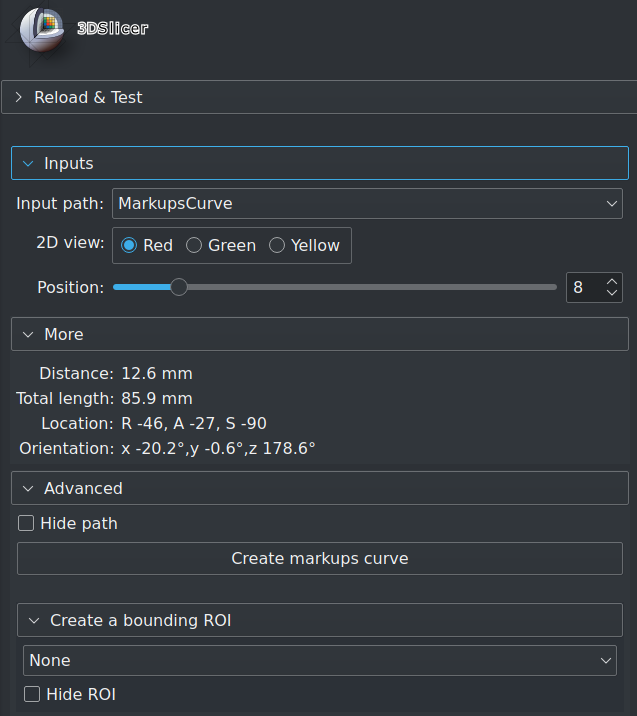 3DSlicer
Reload & Test
Inputs
Input path: MarkupsCurve
2D view: Red Green Yellow
Position: 8
More
Distance: 12.6 mm
Total length: 85.9 mm
Location: R -46, A -27, S -90
Orientation: x -20.2°,y -0.6°,z 178.6°
Advanced
Hide path
Create markups curve
Create a bounding ROI
None
Hide ROI